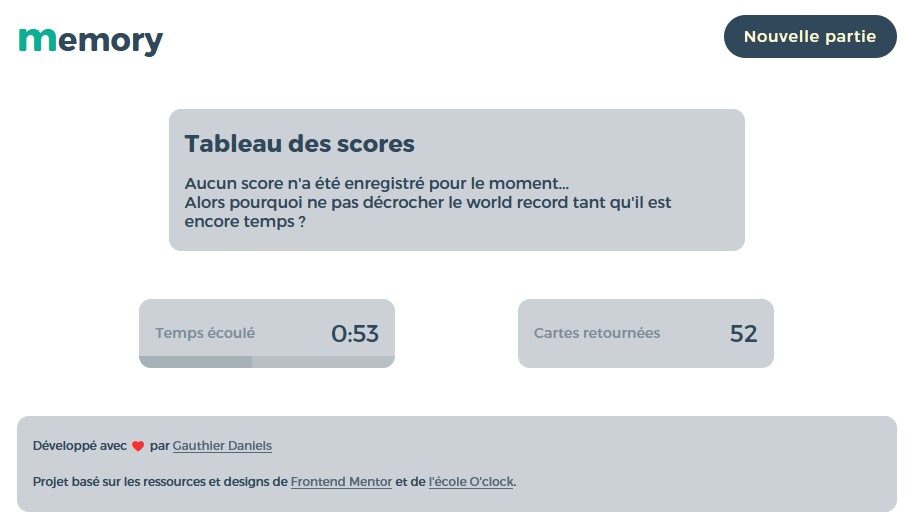 memory
Nouvelle partie
Tableau des scores
Aucun score n'a été enregistré pour le moment...
Alors pourquoi ne pas décrocher le world record tant qu'il est
encore temps ?
Temps écoulé 0:53
Cartes retournées 52
Développé avec ❤ par Gauthier Daniels
Projet basé sur les ressources et designs de Frontend Mentor et de l'école O'clock.